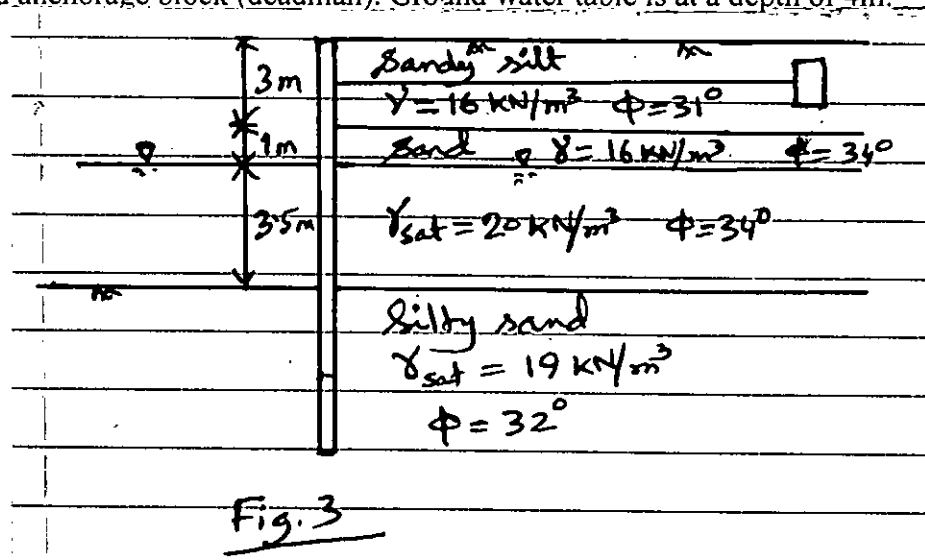 d anchorage block (deadman). Ground water table is at a depth of 4m.
3m
Sandy silt
γ = 16 KN/m³ φ = 31°
1m
Sand γ = 16 KN/m³ φ = 34°
3.5m
γsat = 20 KN/m³ φ = 34°
Silty sand
γsat = 19 KN/m³
φ = 32°
Fig. 3